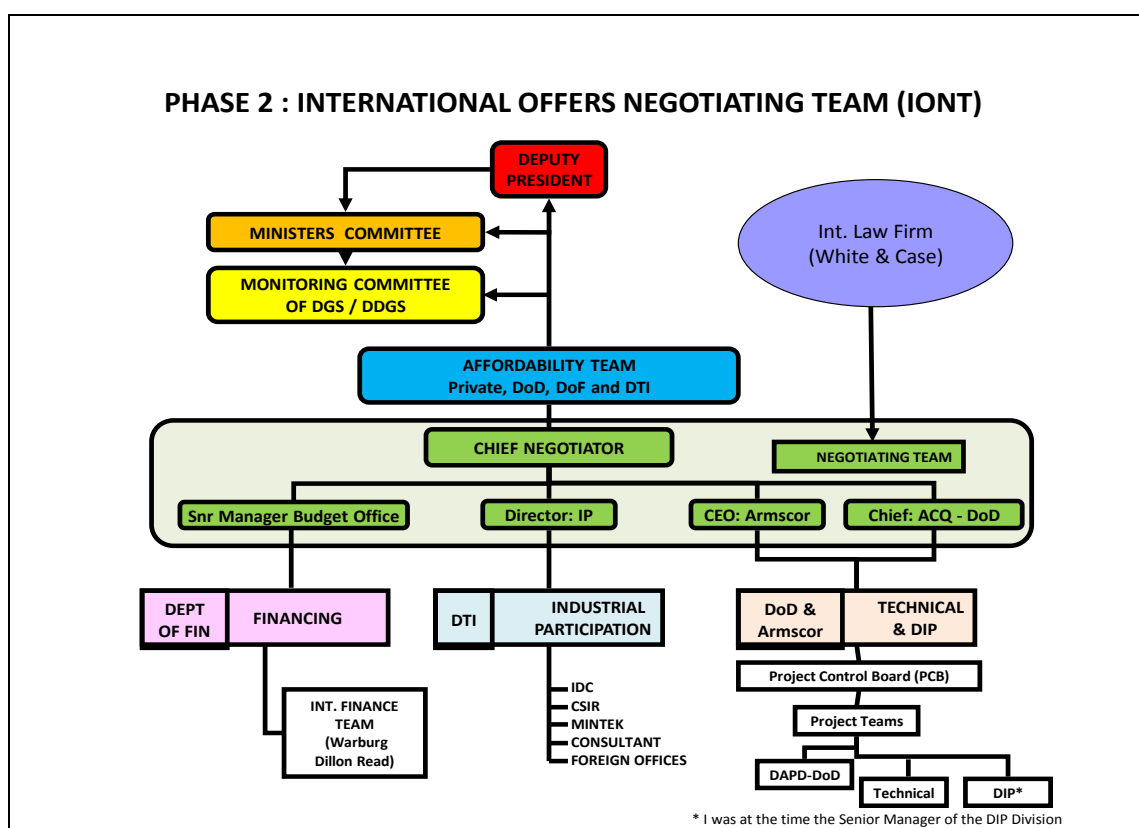 PHASE 2 : INTERNATIONAL OFFERS NEGOTIATING TEAM (IONT)
DEPUTY
PRESIDENT
MINISTERS COMMITTEE
MONITORING COMMITTEE
OF DGS / DDGS
Int. Law Firm
(White & Case)
AFFORDABILITY TEAM
Private, DoD, DoF and DTI
CHIEF NEGOTIATOR
NEGOTIATING TEAM
Snr Manager Budget Office
Director: IP
CEO: Armscor
Chief: ACQ - DoD
DEPT
OF FIN
FINANCING
DTI
INDUSTRIAL
PARTICIPATION
DoD &
Armscor
TECHNICAL
& DIP
INT. FINANCE
TEAM
(Warburg
Dillon Read)
IDC
CSIR
MINTEK
CONSULTANT
FOREIGN OFFICES
Project Control Board (PCB)
Project Teams
DAPD-DoD
Technical
DIP*
* I was at the time the Senior Manager of the DIP Division